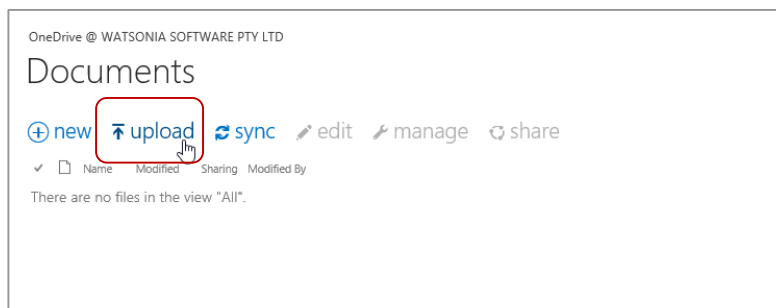 OneDrive @ WATSONIA SOFTWARE PTY LTD
Documents
new upload sync edit manage share
Name Modified Sharing Modified By
There are no files in the view "All".